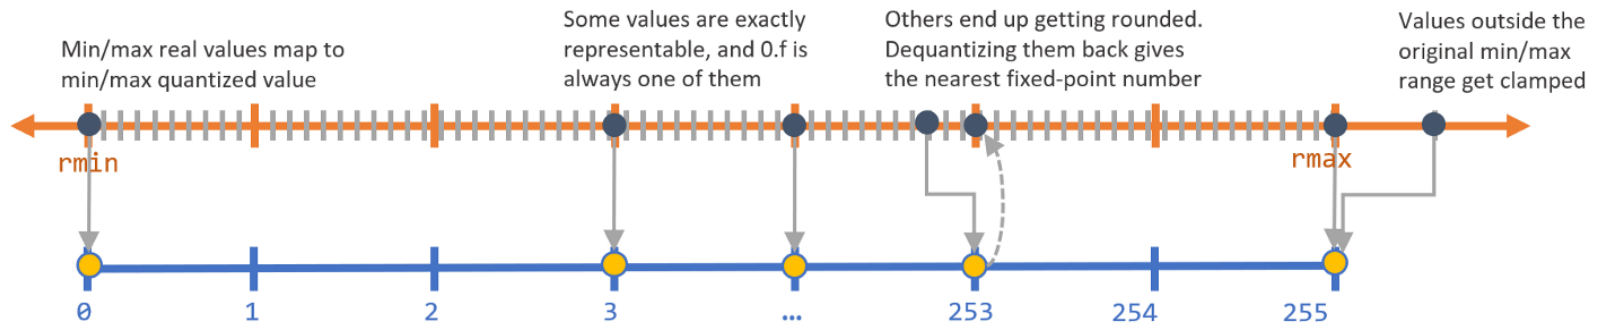 Min/max real values map to
min/max quantized value
Some values are exactly
representable, and 0.f is
always one of them
Others end up getting rounded.
Dequantizing them back gives
the nearest fixed-point number
Values outside the
original min/max
range get clamped
rmin
rmax
0
1
2
3
...
253
254
255